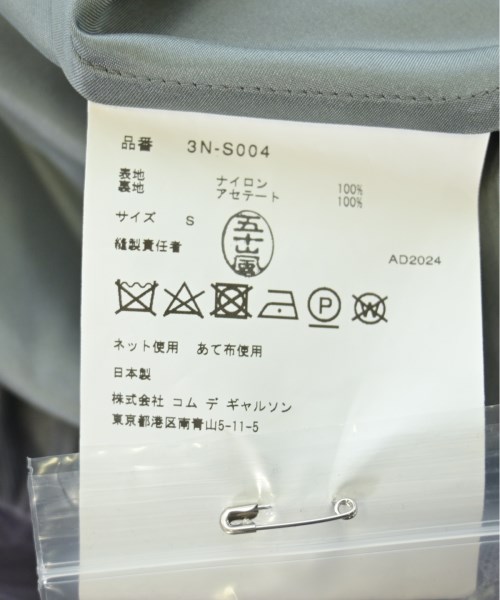 品番 3N-S004
表地 ナイロン 100%
裏地 アセテート 100%
サイズ S
縫製責任者
AD2024
P
W
ネット使用 あて布使用
日本製
株式会社 コム デ ギャルソン
東京都港区南青山5-11-5